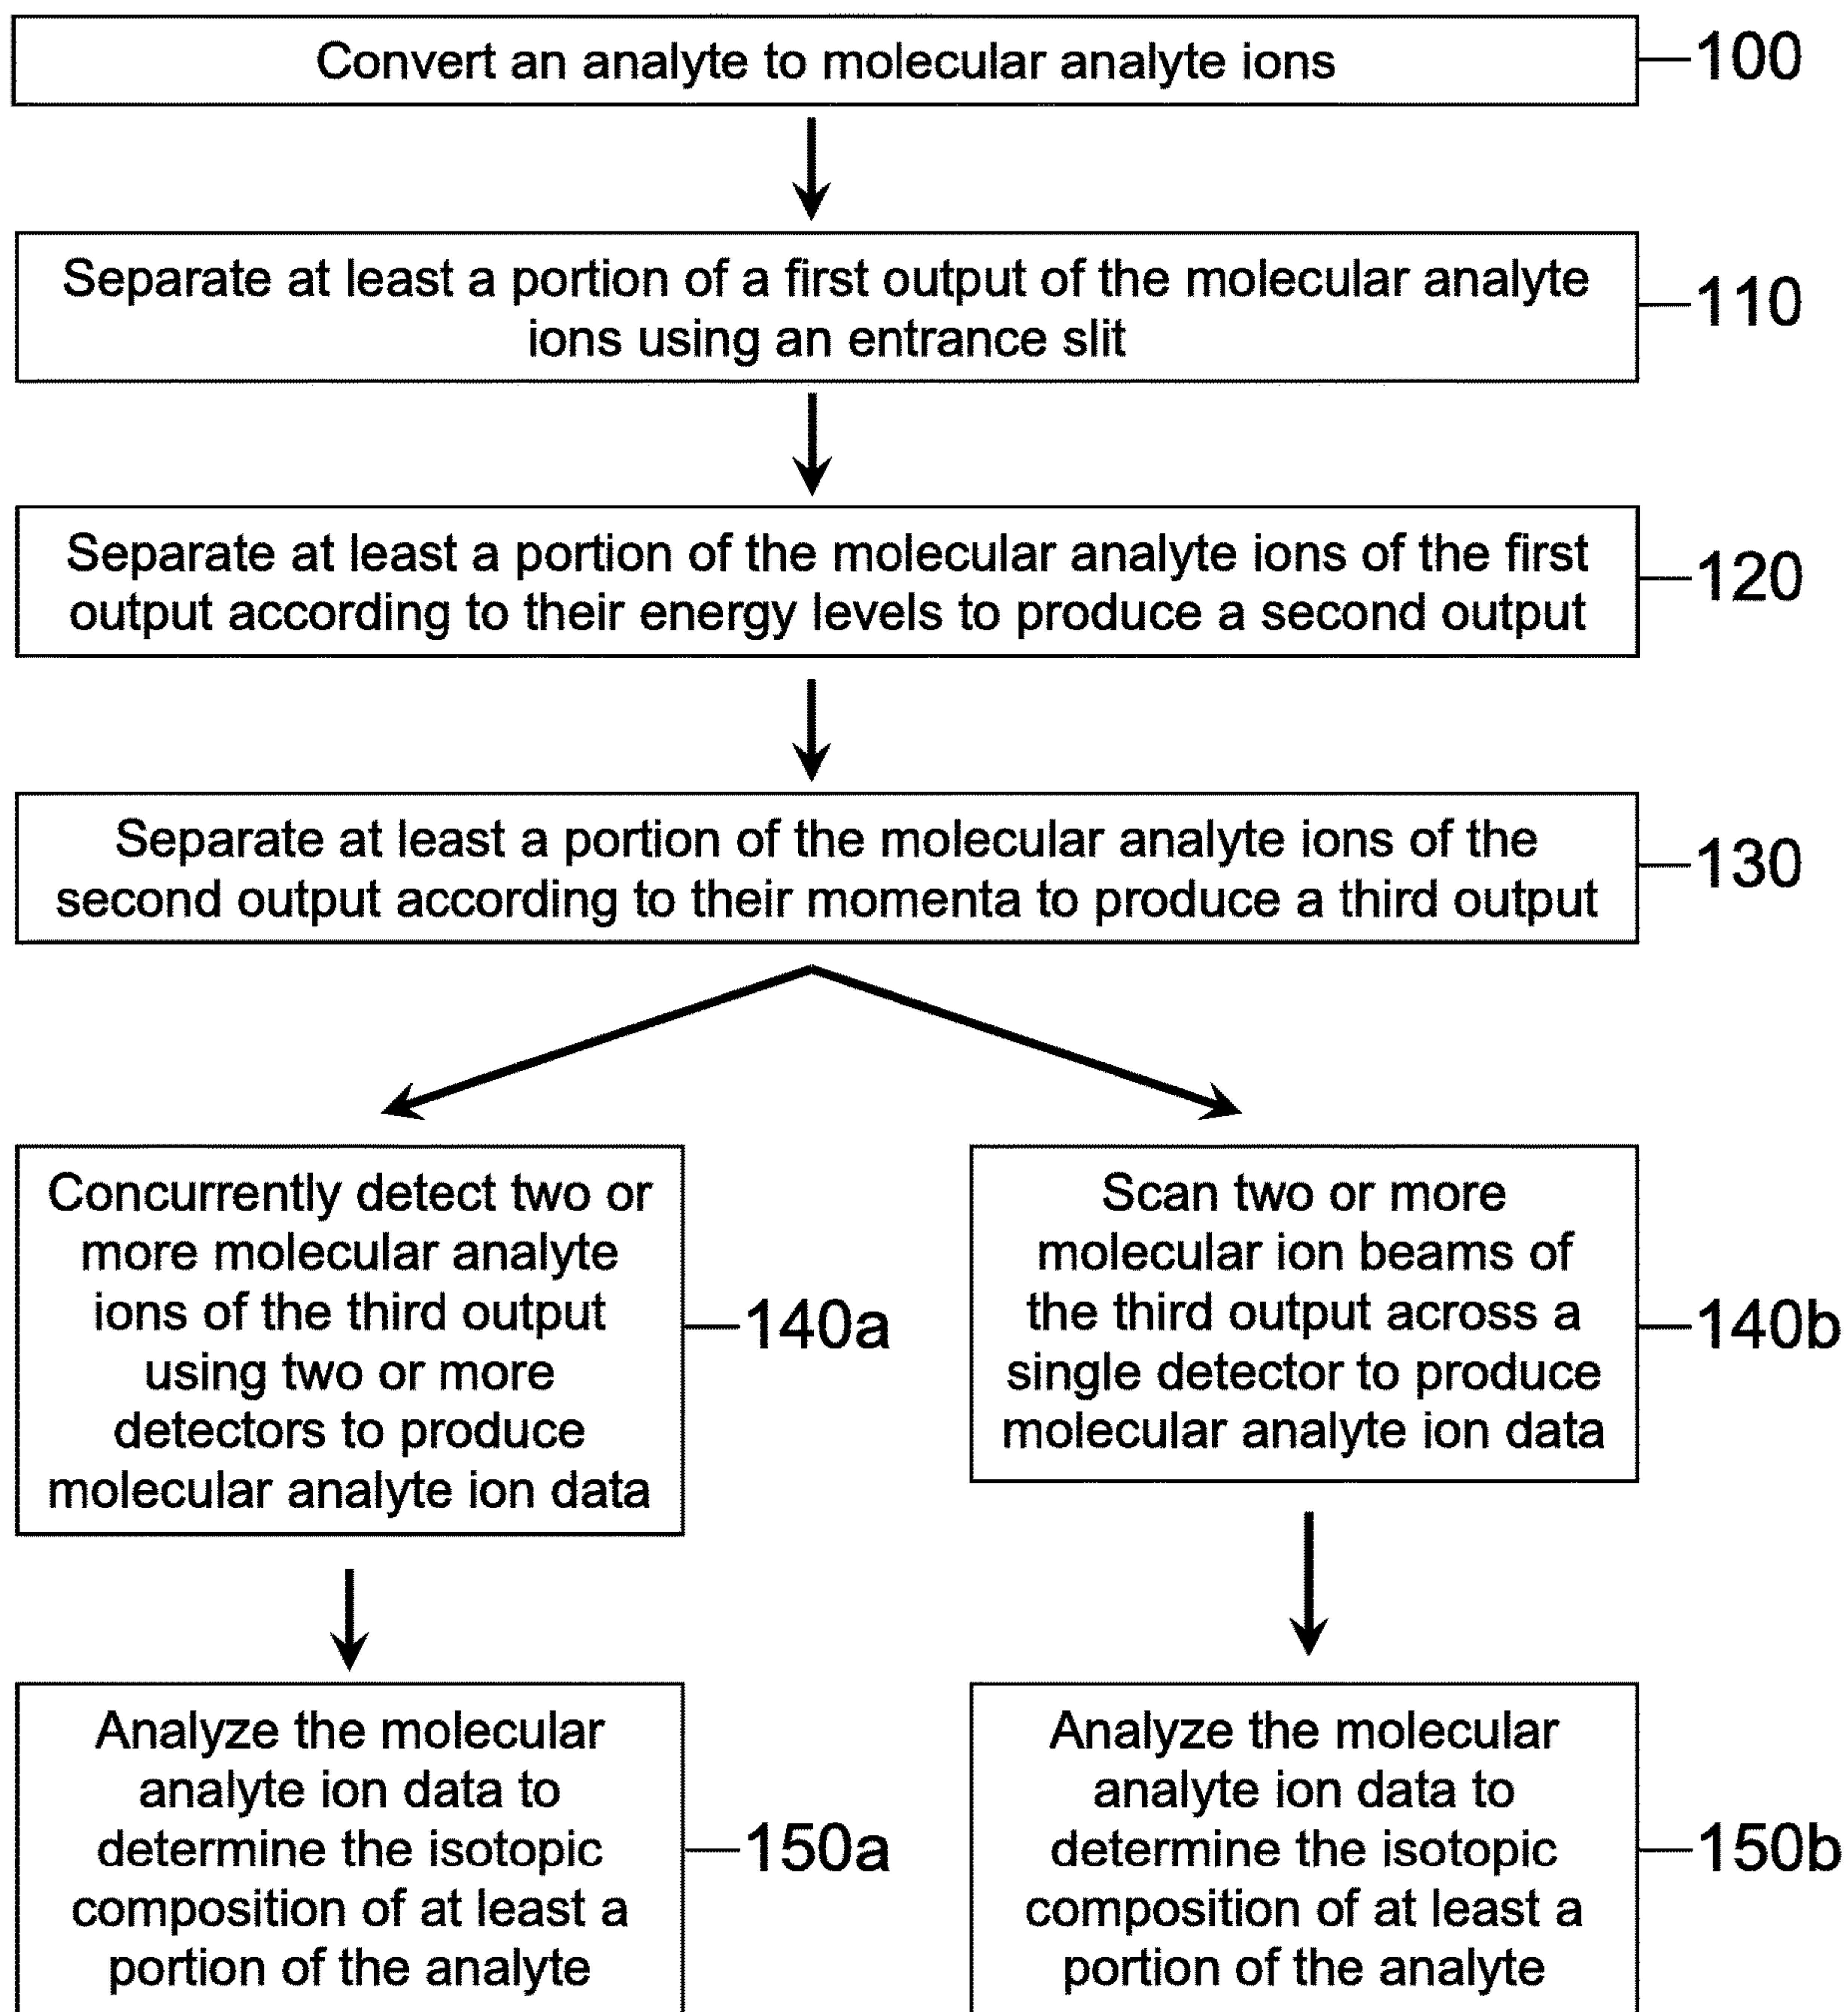 Convert an analyte to molecular analyte ions
100
Separate at least a portion of a first output of the molecular analyte
ions using an entrance slit
110
Separate at least a portion of the molecular analyte ions of the first
output according to their energy levels to produce a second output
120
Separate at least a portion of the molecular analyte ions of the
second output according to their momenta to produce a third output
130
Concurrently detect two or
more molecular analyte
ions of the third output
using two or more
detectors to produce
molecular analyte ion data
140a
Scan two or more
molecular ion beams of
the third output across a
single detector to produce
molecular analyte ion data
140b
Analyze the molecular
analyte ion data to
determine the isotopic
composition of at least a
portion of the analyte
150a
Analyze the molecular
analyte ion data to
determine the isotopic
composition of at least a
portion of the analyte
150b